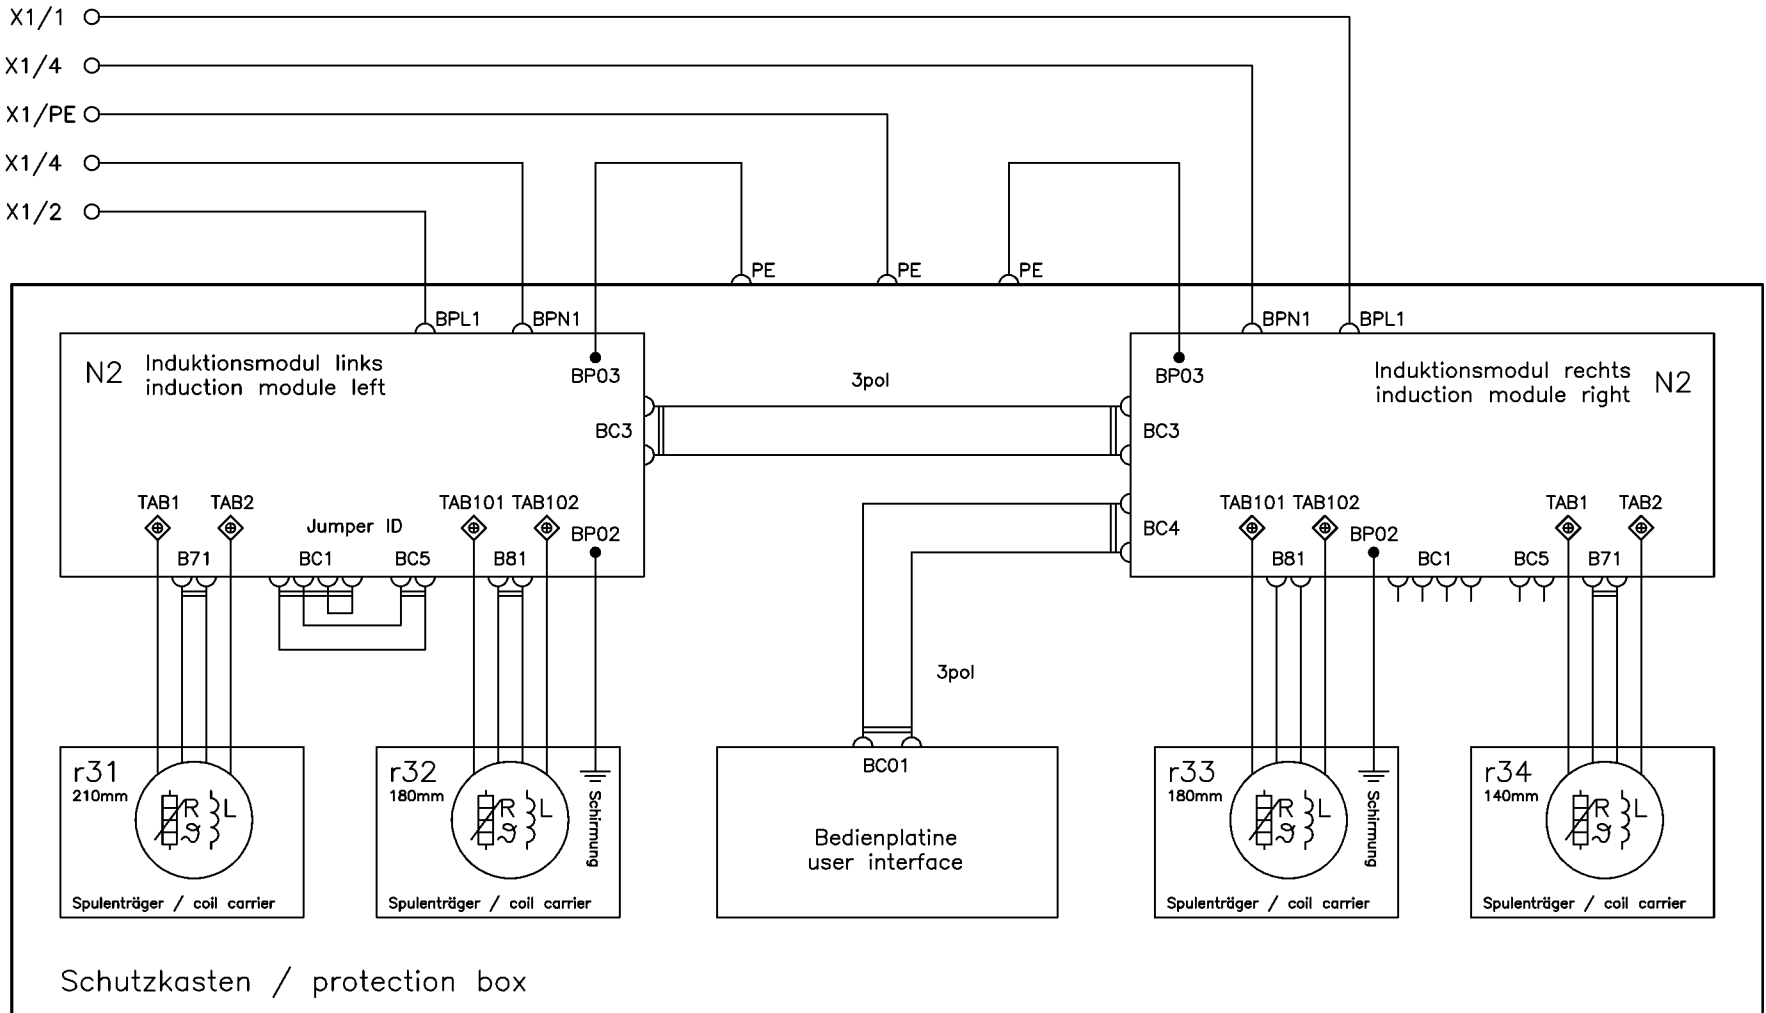 X1/1
X1/4
X1/PE
X1/4
X1/2
PE
PE
PE
BPL1
BPN1
BPN1
BPL1
N2
Induktionsmodul links
induction module left
BP03
3pol
BP03
Induktionsmodul rechts
induction module right
N2
BC3
BC3
TAB1
TAB2
Jumper ID
TAB101
TAB102
BP02
B71
BC1
BC5
B81
BC4
TAB101
TAB102
BP02
TAB1
TAB2
B81
BC1
BC5
B71
3pol
r31
210mm
R
L
ϑ
Spulenträger / coil carrier
r32
180mm
R
L
ϑ
Schirmung
Spulenträger / coil carrier
BC01
Bedienplatine
user interface
r33
180mm
R
L
ϑ
Schirmung
Spulenträger / coil carrier
r34
140mm
R
L
ϑ
Spulenträger / coil carrier
Schutzkasten / protection box